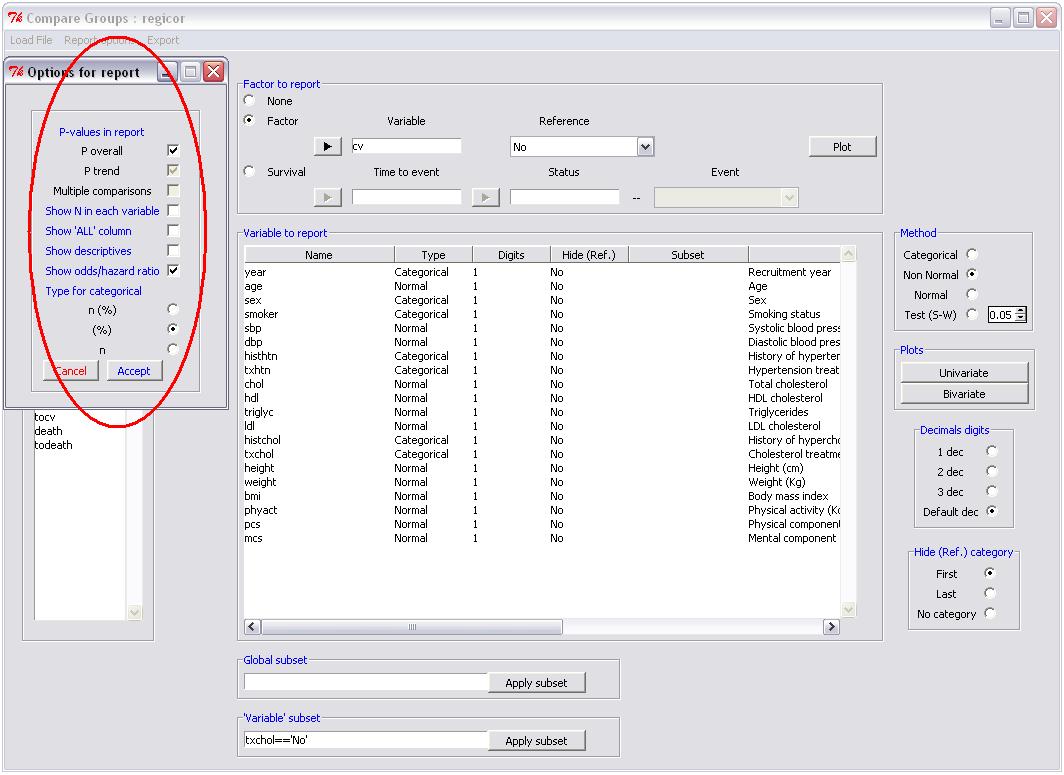 Compare Groups : regicor
Load File Report options Export
Options for report
P-values in report
P overall
P trend
Multiple comparisons
Show N in each variable
Show 'ALL' column
Show descriptives
Show odds/hazard ratio
Type for categorical
n (%)
(%)
n
Cancel Accept
tocv
death
todeath
Factor to report
None
Factor Variable Reference
cv No Plot
Survival Time to event Status Event
--
Variable to report
Name Type Digits Hide (Ref.) Subset
year Categorical 1 No Recruitment year
age Normal 1 No Age
sex Categorical 1 No Sex
smoker Categorical 1 No Smoking status
sbp Normal 1 No Systolic blood press
dbp Normal 1 No Diastolic blood pres
histhtn Categorical 1 No History of hyperter
txhtn Categorical 1 No Hypertension treat
chol Normal 1 No Total cholesterol
hdl Normal 1 No HDL cholesterol
triglyc Normal 1 No Triglycerides
ldl Normal 1 No LDL cholesterol
histchol Categorical 1 No History of hypercho
txchol Categorical 1 No Cholesterol treatme
height Normal 1 No Height (cm)
weight Normal 1 No Weight (Kg)
bmi Normal 1 No Body mass index
phyact Normal 1 No Physical activity (Kc
pcs Normal 1 No Physical component
mcs Normal 1 No Mental component
Global subset
Apply subset
'Variable' subset
txchol=='No' Apply subset
Method
Categorical
Non Normal
Normal
Test (S-W) 0.05
Plots
Univariate
Bivariate
Decimals digits
1 dec
2 dec
3 dec
Default dec
Hide (Ref.) category
First
Last
No category